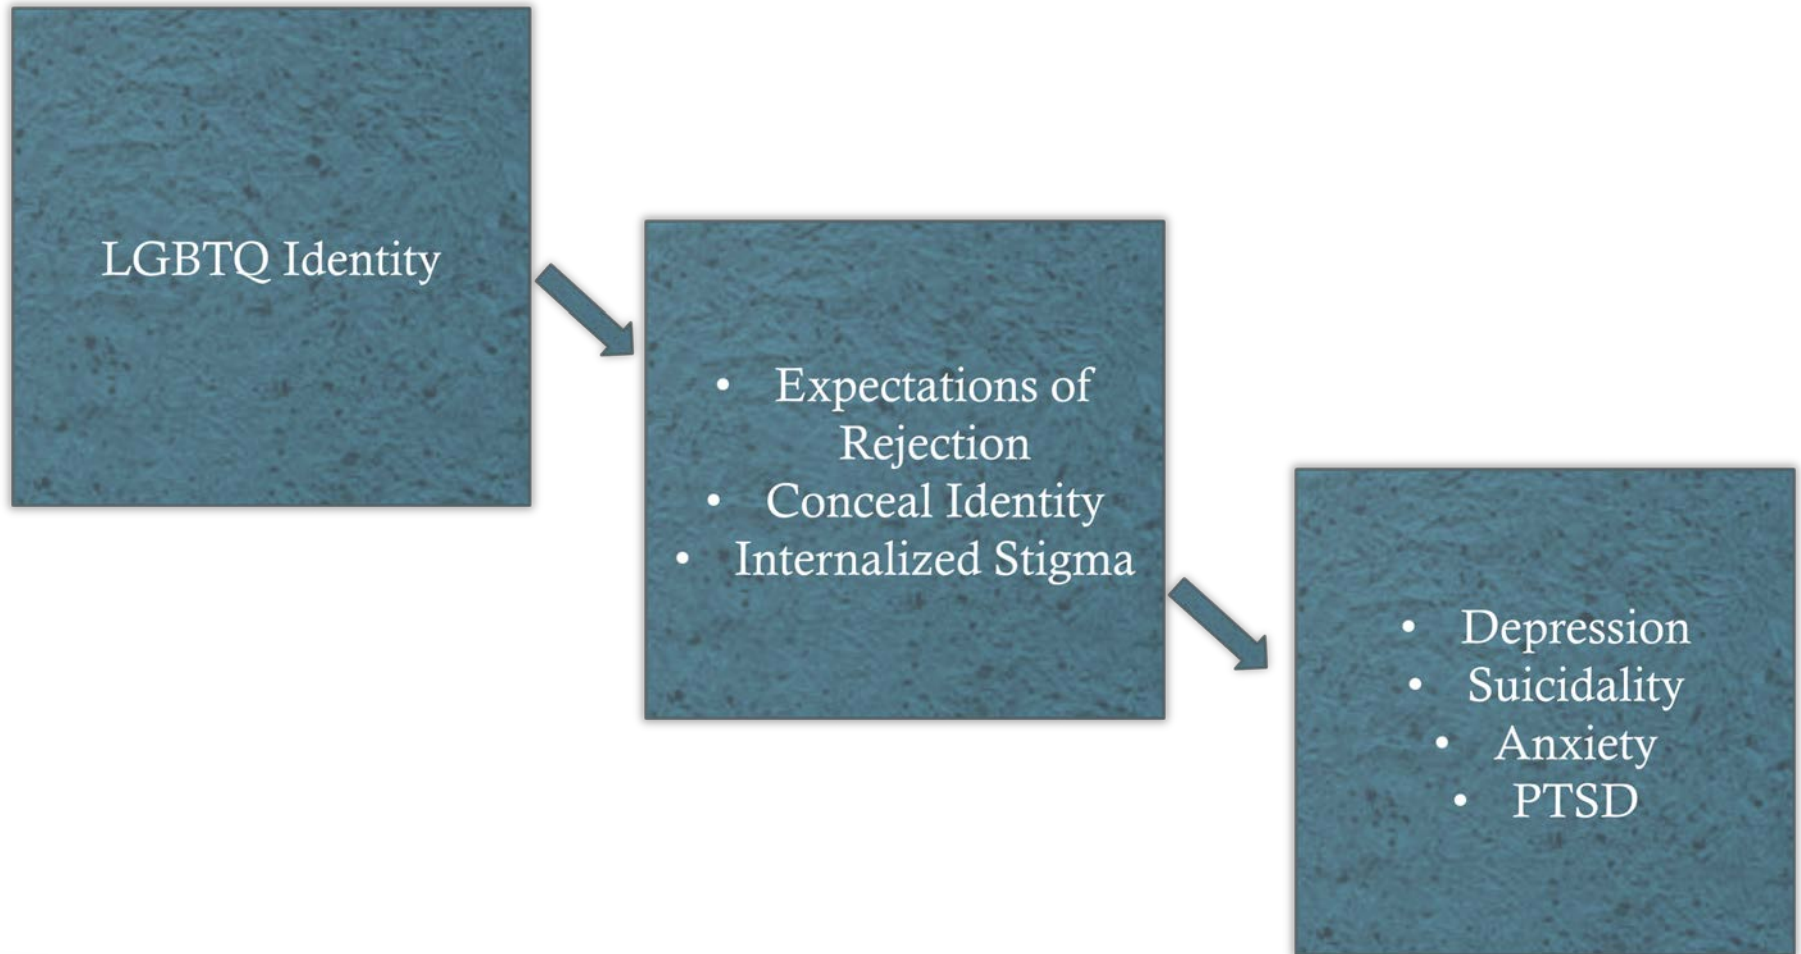 LGBTQ Identity
• Expectations of
Rejection
• Conceal Identity
• Internalized Stigma
• Depression
• Suicidality
• Anxiety
• PTSD